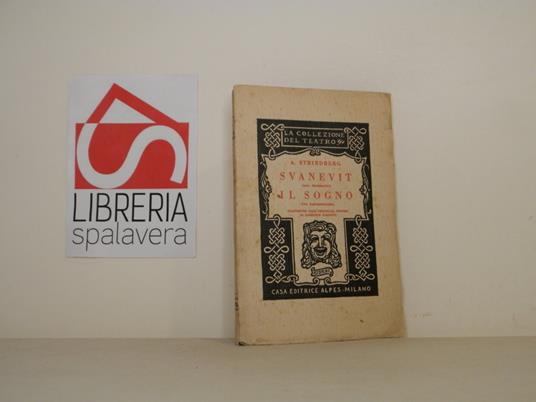 LIBRERIA
spalavera
LA COLLEZIONE
DEL TEATRO
A. STRINDBERG
SVANEVIT
IL SOGNO
CASA EDITRICE ALPES-MILANO